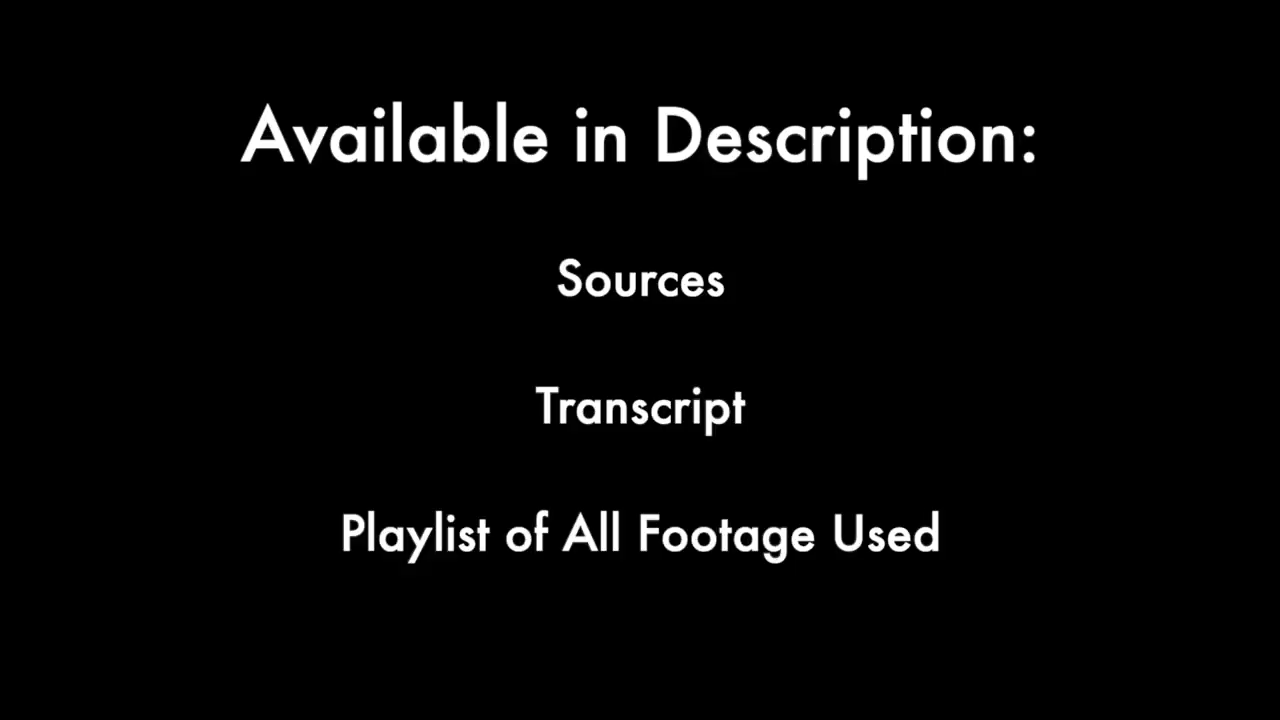 Available in Description:
Sources
Transcript
Playlist of All Footage Used